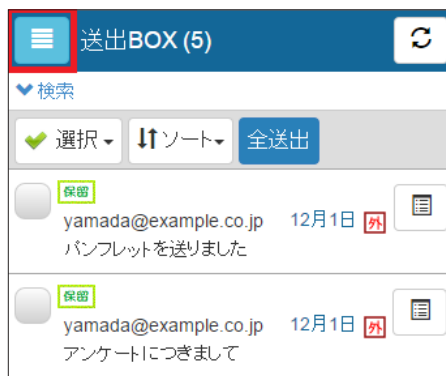 送出BOX (5)
検索
選択 ソート 全送出
保留
yamada@example.co.jp 12月1日 外
パンフレットを送りました
保留
yamada@example.co.jp 12月1日 外
アンケートにつきまして